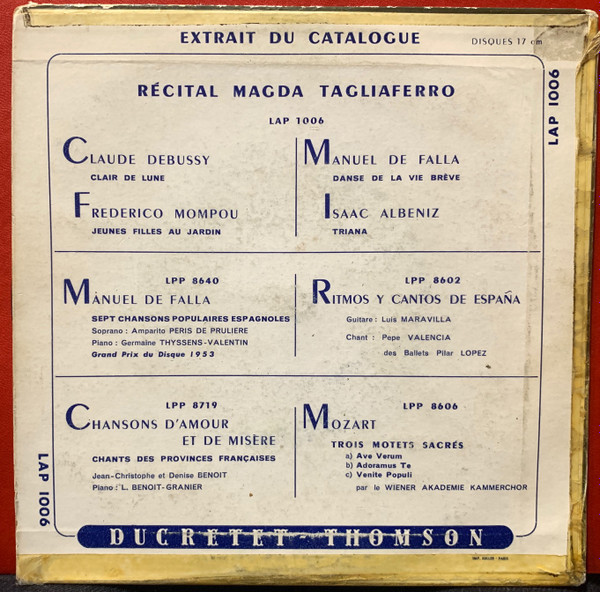 EXTRAIT DU CATALOGUE
DISQUES 17 cm
LAP 1006
RÉCITAL MAGDA TAGLIAFERRO
LAP 1006
CLAUDE DEBUSSY
CLAIR DE LUNE
MANUEL DE FALLA
DANSE DE LA VIE BRÈVE
FREDERICO MOMPOU
JEUNES FILLES AU JARDIN
ISAAC ALBENIZ
TRIANA
LPP 8640
MANUEL DE FALLA
SEPT CHANSONS POPULAIRES ESPAGNOLES
Soprano : Amparito PERIS DE PRULIERE
Piano : Germaine THYSSENS-VALENTIN
Grand Prix du Disque 1953
LPP 8602
RITMOS Y CANTOS DE ESPAÑA
Guitare : Luis MARAVILLA
Chant : Pepe VALENCIA
des Ballets Pilar LOPEZ
LPP 8719
CHANSONS D'AMOUR
ET DE MISÈRE
CHANTS DES PROVINCES FRANÇAISES
Jean-Christophe et Denise BENOIT
Piano : L. BENOIT-GRANIER
LPP 8606
MOZART
TROIS MOTETS SACRÉS
a) Ave Verum
b) Adoramus Te
c) Venite Populi
par le WIENER AKADEMIE KAMMERCHOR
LAP 1006
DUCRETET-THOMSON